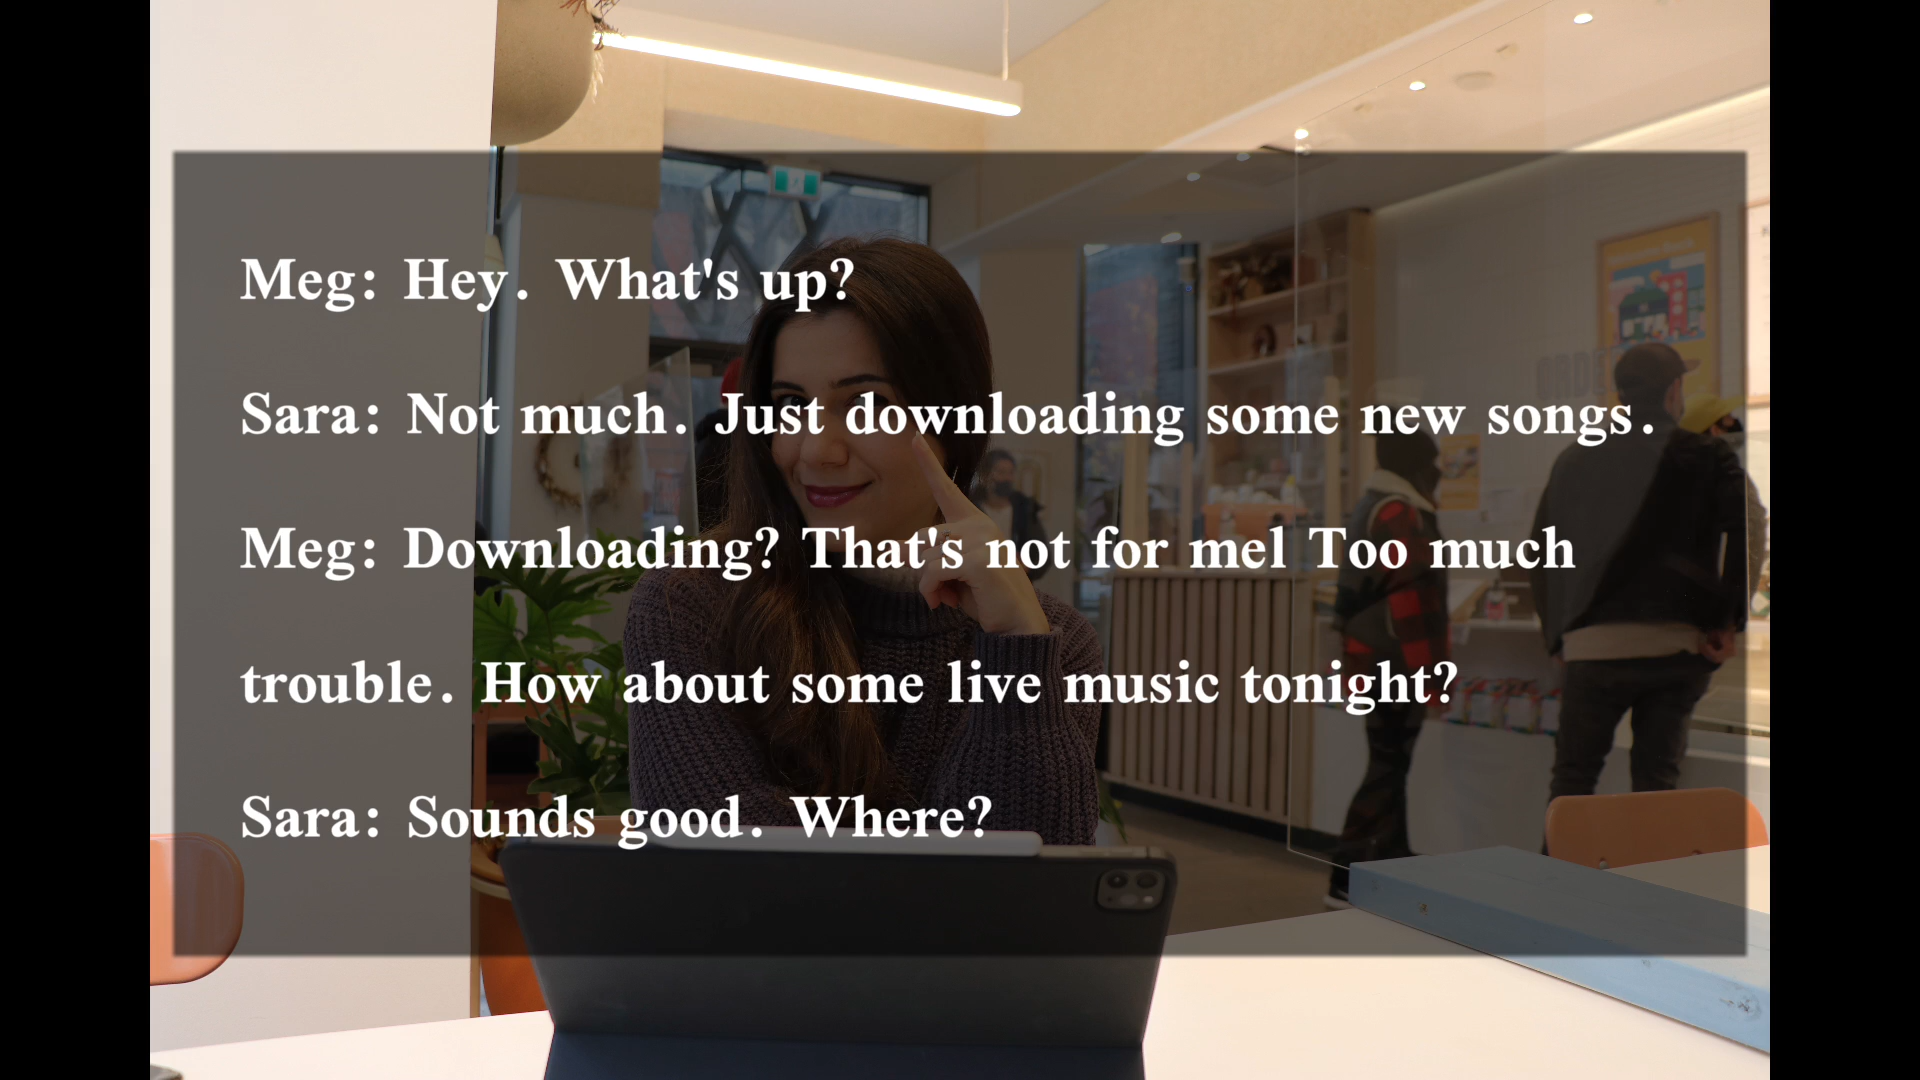 Meg: Hey. What's up?
Sara: Not much. Just downloading some new songs.
Meg: Downloading? That's not for mel Too much
trouble. How about some live music tonight?
Sara: Sounds good. Where?